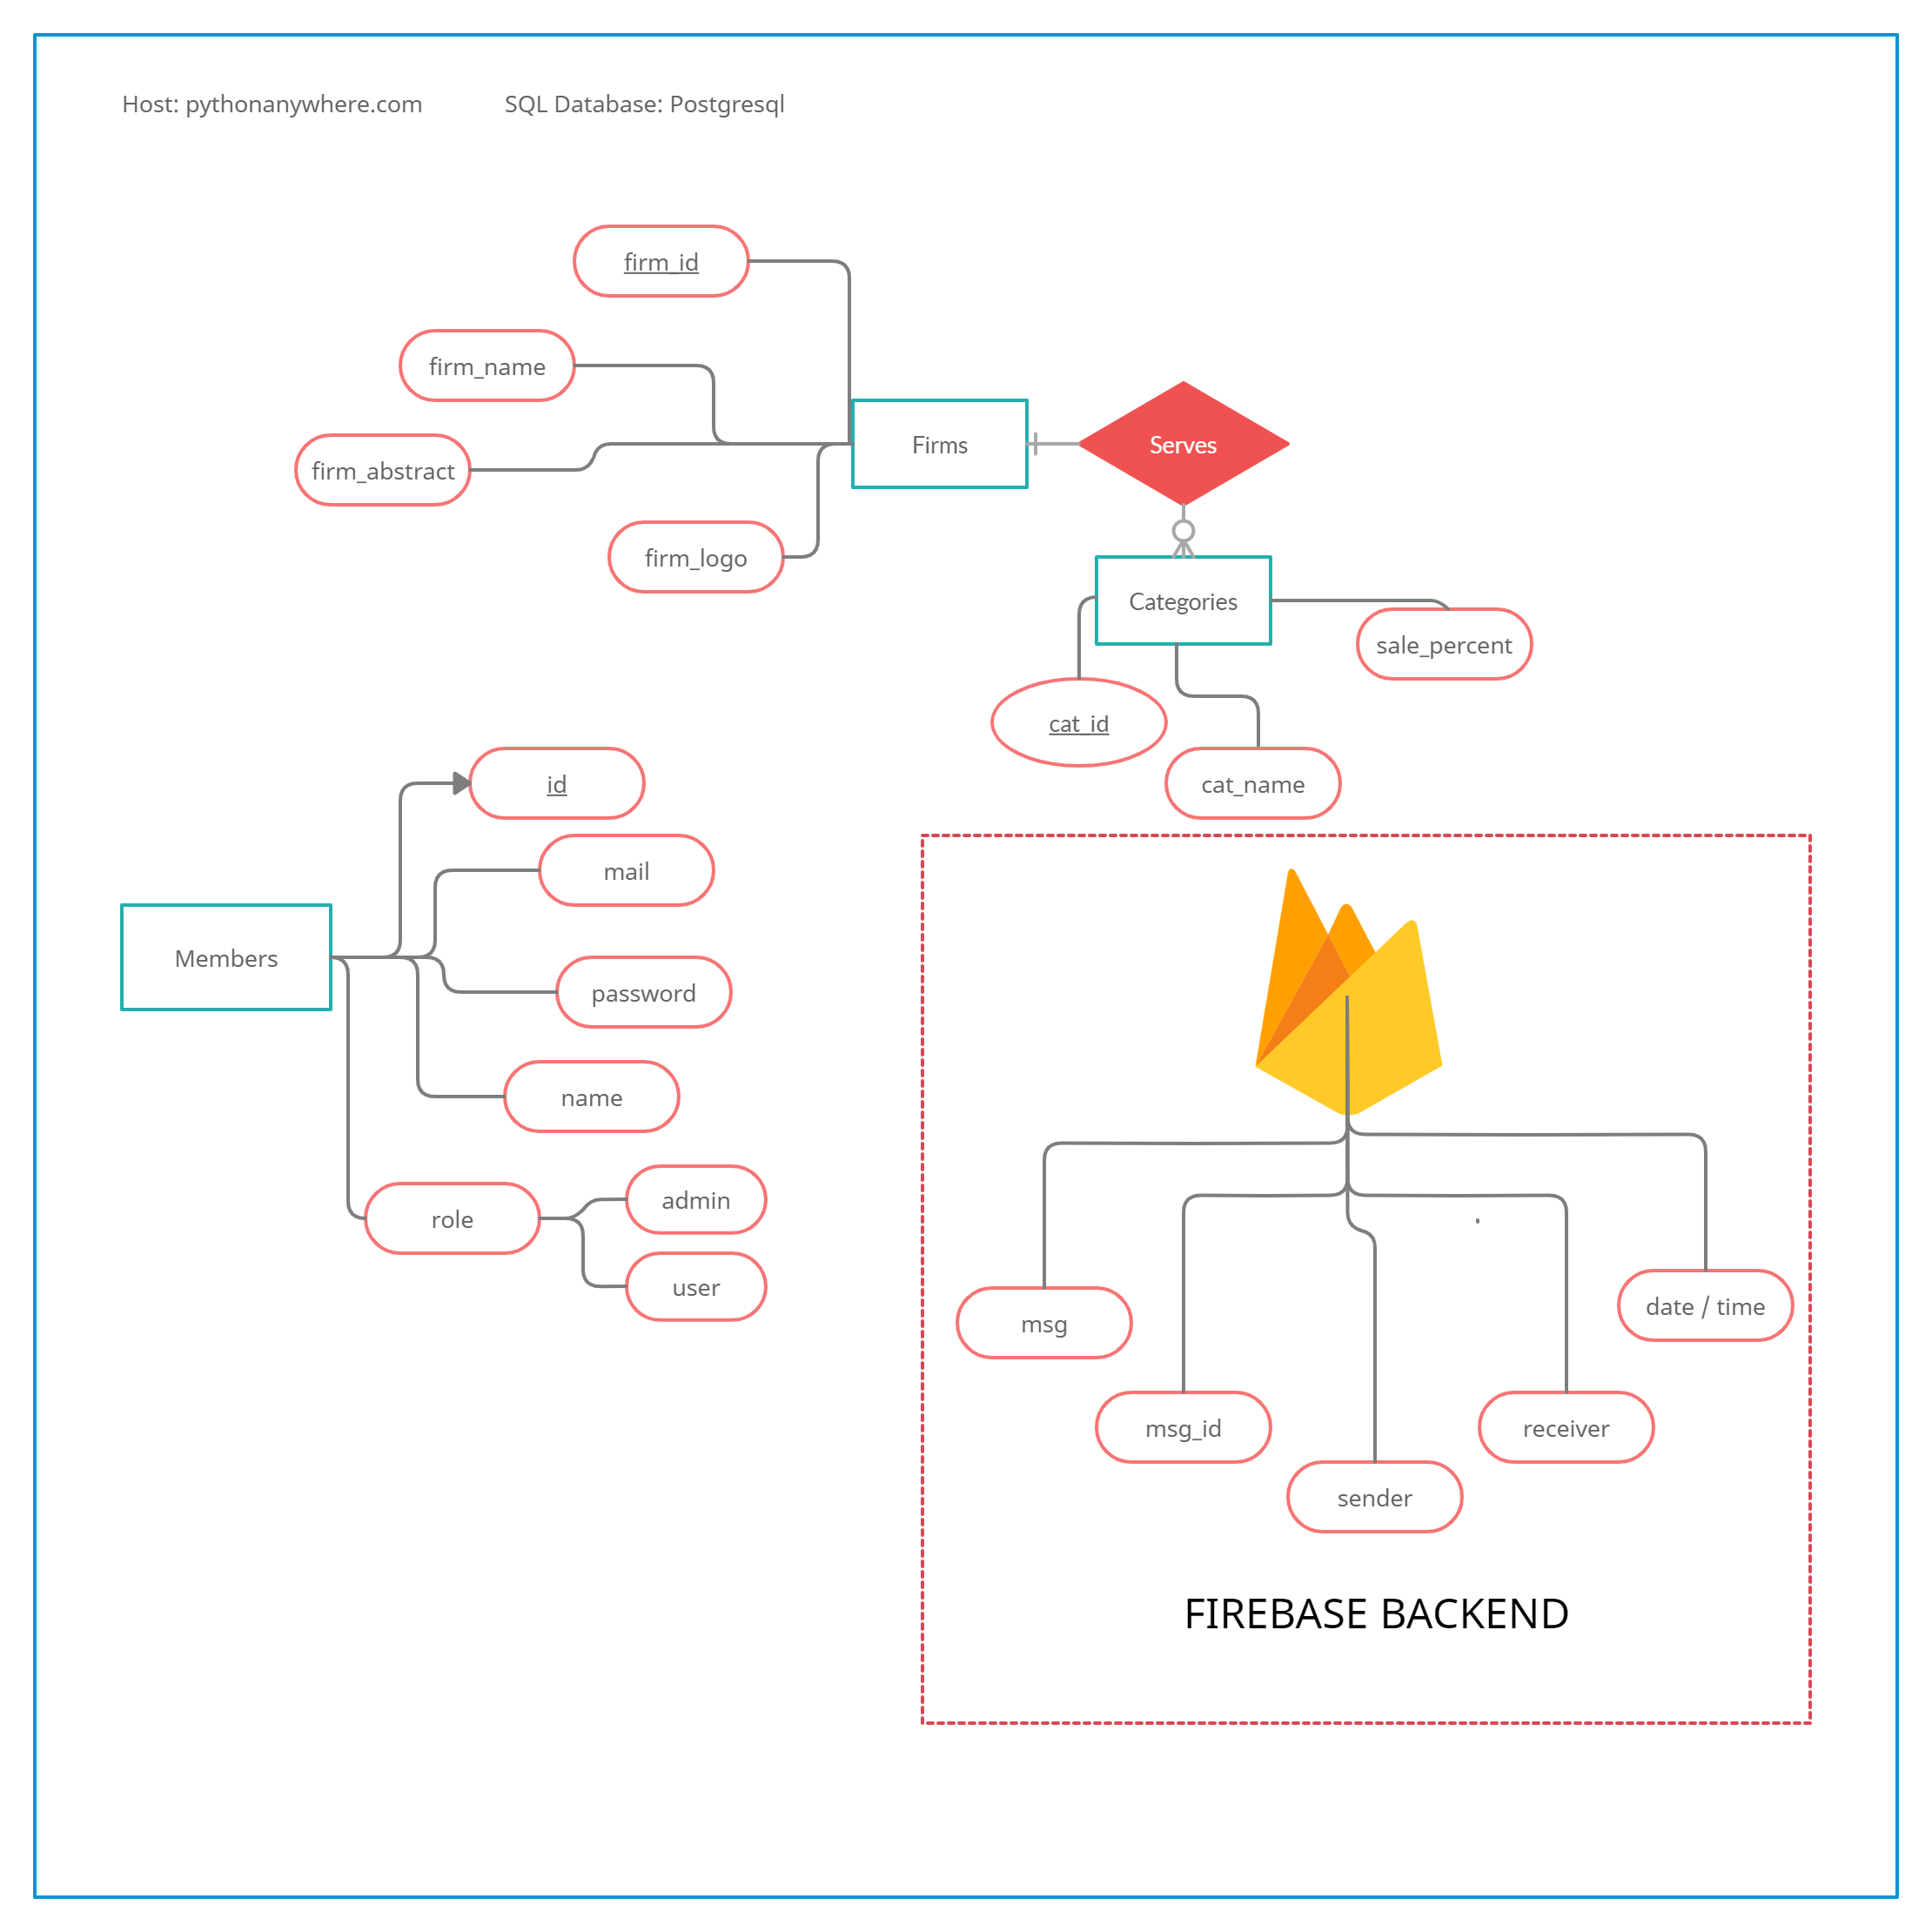 Host: pythonanywhere.com
SQL Database: Postgresql
firm_id
firm_name
firm_abstract
firm_logo
Firms
Serves
Categories
sale_percent
cat_id
cat_name
id
mail
Members
password
name
role
admin
user
msg
msg_id
sender
receiver
date / time
FIREBASE BACKEND